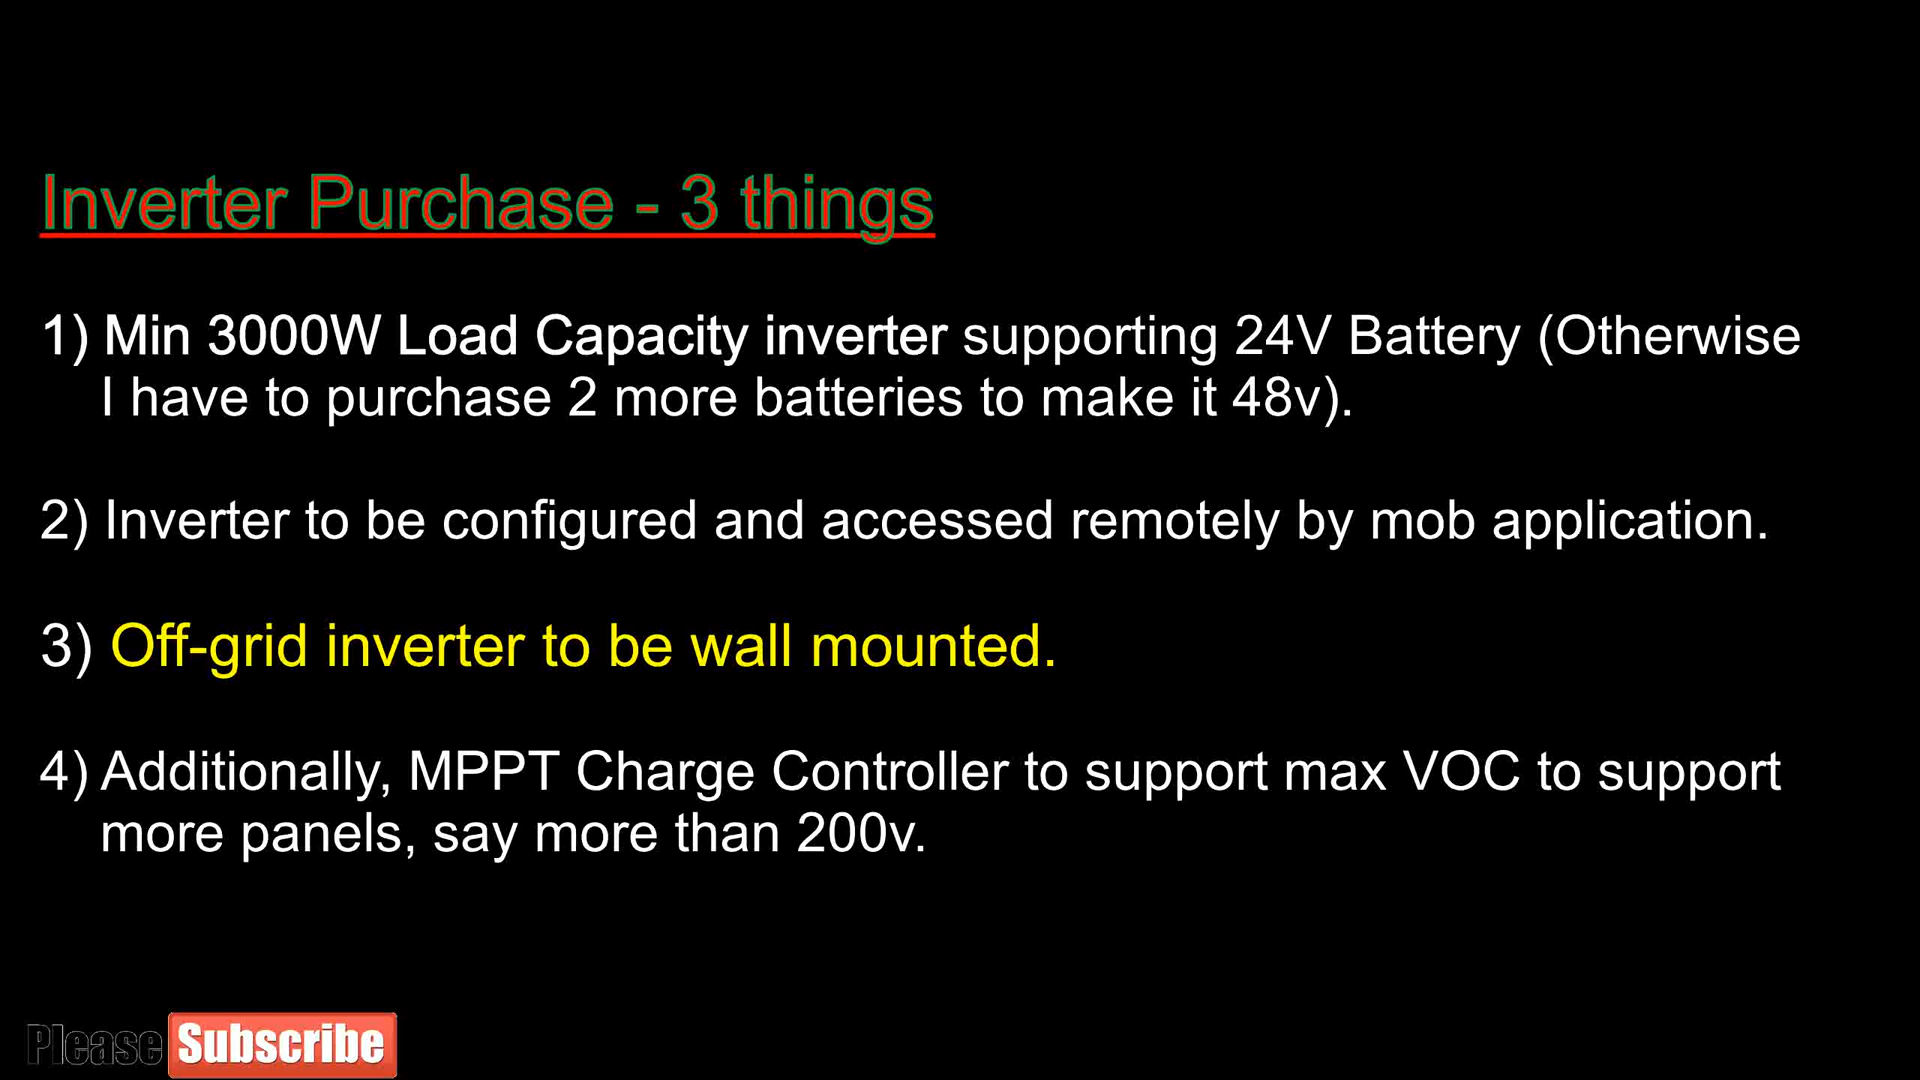 Inverter Purchase - 3 things
1) Min 3000W Load Capacity inverter supporting 24V Battery (Otherwise
I have to purchase 2 more batteries to make it 48v).
2) Inverter to be configured and accessed remotely by mob application.
3) Off-grid inverter to be wall mounted.
4) Additionally, MPPT Charge Controller to support max VOC to support
more panels, say more than 200v.
Please Subscribe